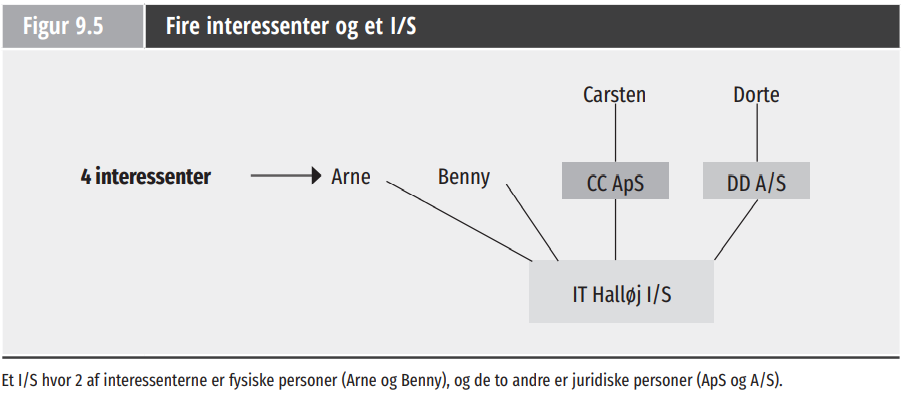 Figur 9.5 Fire interessenter og et I/S
Carsten Dorte
4 interessenter Arne Benny CC ApS DD A/S
IT Halløj I/S
Et I/S hvor 2 af interessenterne er fysiske personer (Arne og Benny), og de to andre er juridiske personer (ApS og A/S).